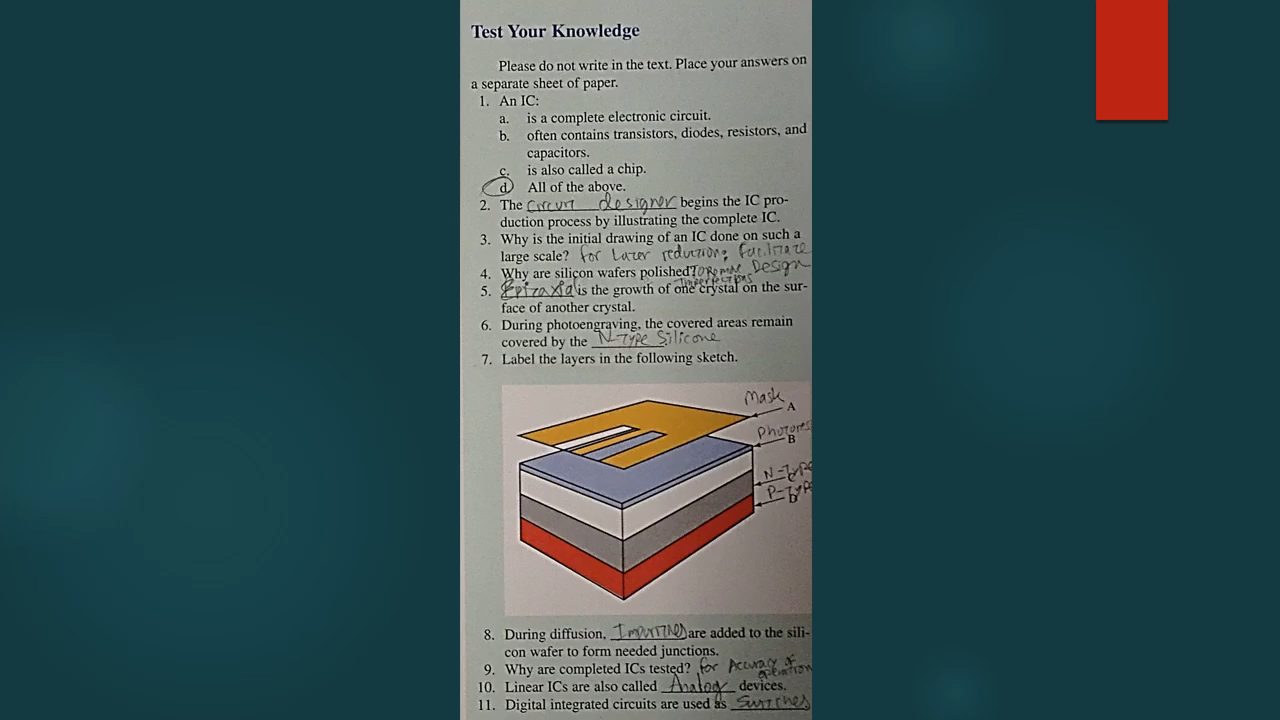 Test Your Knowledge
Please do not write in the text. Place your answers on
a separate sheet of paper.
1. An IC:
a. is a complete electronic circuit.
b. often contains transistors, diodes, resistors, and
capacitors.
c. is also called a chip.
d All of the above.
2. The circuit designer begins the IC pro-
duction process by illustrating the complete IC.
3. Why is the initial drawing of an IC done on such a
large scale? for Later reduction; facilitate
Design
4. Why are silicon wafers polished? To Remove
Imperfections
5. Epitaxial is the growth of one crystal on the sur-
face of another crystal.
6. During photoengraving, the covered areas remain
covered by the N-Type Silicone
7. Label the layers in the following sketch.
Mask
A
Photores
B
N-Type
C
P-Type
D
8. During diffusion, Impurities are added to the sili-
con wafer to form needed junctions.
9. Why are completed ICs tested? for Accuracy of
operation
10. Linear ICs are also called Analog devices.
11. Digital integrated circuits are used as Switches